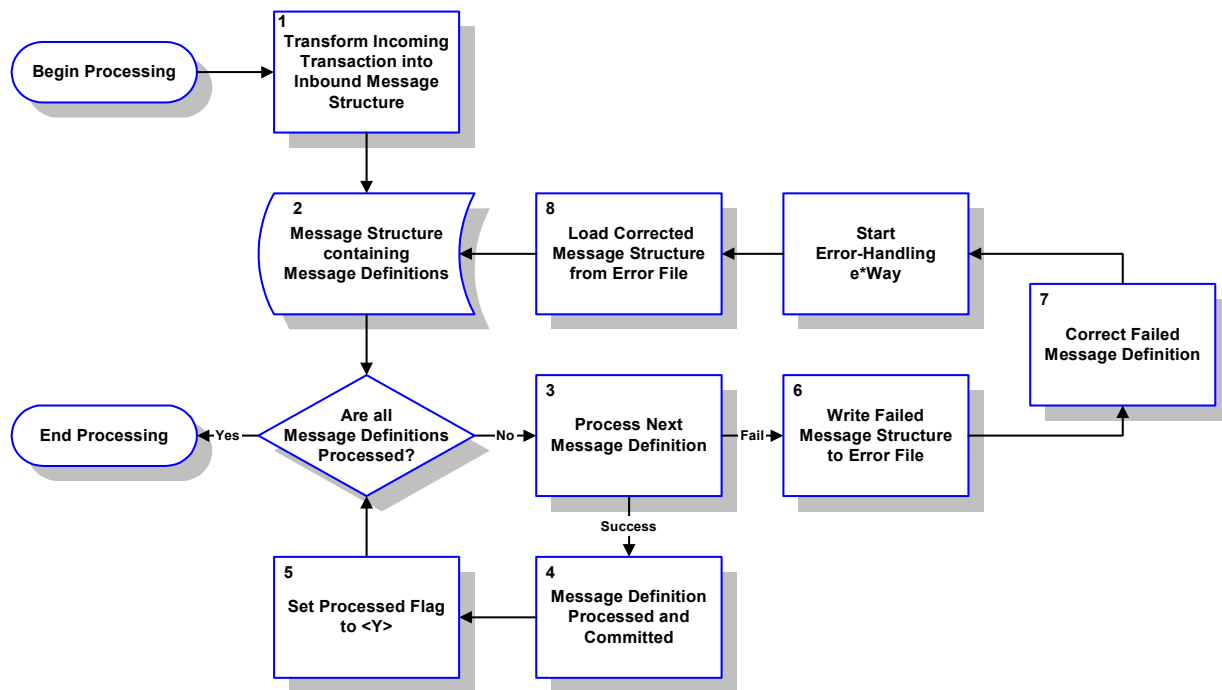 Begin Processing
1
Transform Incoming
Transaction into
Inbound Message
Structure
2
Message Structure
containing
Message Definitions
8
Load Corrected
Message Structure
from Error File
Start
Error-Handling
e*Way
7
Correct Failed
Message Definition
End Processing
Yes
Are all
Message Definitions
Processed?
No
3
Process Next
Message Definition
Fail
6
Write Failed
Message Structure
to Error File
Success
5
Set Processed Flag
to <Y>
4
Message Definition
Processed and
Committed